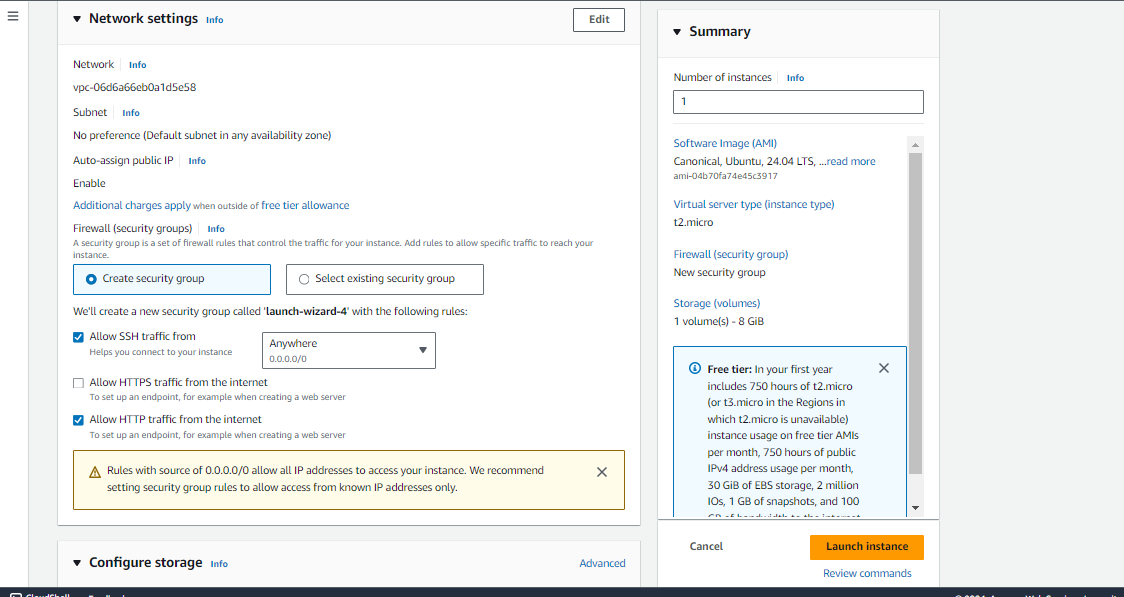 Network settings Info
Edit
Network Info
vpc-06d6a66eb0a1d5e58
Subnet Info
No preference (Default subnet in any availability zone)
Auto-assign public IP Info
Enable
Additional charges apply when outside of free tier allowance
Firewall (security groups) Info
A security group is a set of firewall rules that control the traffic for your instance. Add rules to allow specific traffic to reach your
instance.
Create security group
Select existing security group
We'll create a new security group called 'launch-wizard-4' with the following rules:
Allow SSH traffic from
Helps you connect to your instance
Anywhere
0.0.0.0/0
Allow HTTPS traffic from the internet
To set up an endpoint, for example when creating a web server
Allow HTTP traffic from the internet
To set up an endpoint, for example when creating a web server
Rules with source of 0.0.0.0/0 allow all IP addresses to access your instance. We recommend
setting security group rules to allow access from known IP addresses only.
Configure storage Info
Advanced
Summary
Number of instances Info
1
Software Image (AMI)
Canonical, Ubuntu, 24.04 LTS, ...read more
ami-04b70fa74e45c3917
Virtual server type (instance type)
t2.micro
Firewall (security group)
New security group
Storage (volumes)
1 volume(s) - 8 GiB
Free tier: In your first year
includes 750 hours of t2.micro
(or t3.micro in the Regions in
which t2.micro is unavailable)
instance usage on free tier AMIs
per month, 750 hours of public
IPv4 address usage per month,
30 GiB of EBS storage, 2 million
IOs, 1 GB of snapshots, and 100
GB of bandwidth to the internet
Cancel
Launch instance
Review commands
CloudShell